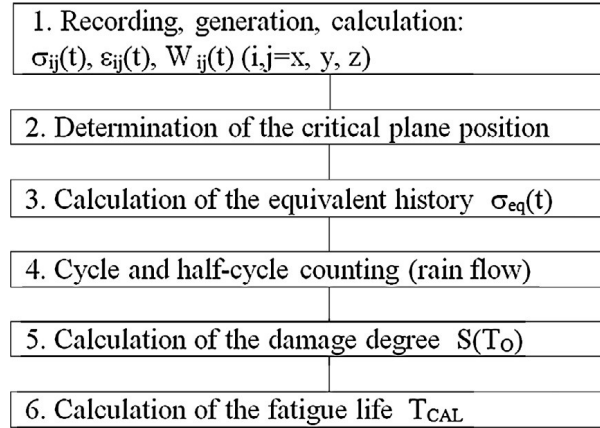 1. Recording, generation, calculation:
σij(t), εij(t), W ij(t) (i,j=x, y, z)
2. Determination of the critical plane position
3. Calculation of the equivalent history σeq(t)
4. Cycle and half-cycle counting (rain flow)
5. Calculation of the damage degree S(TO)
6. Calculation of the fatigue life TCAL